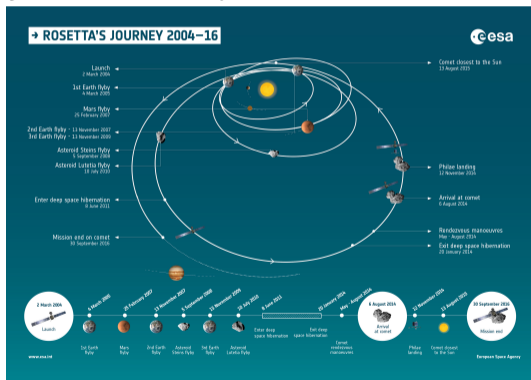 → ROSETTA'S JOURNEY 2004–16
esa
Launch
2 March 2004
1st Earth flyby
4 March 2005
Mars flyby
25 February 2007
2nd Earth flyby - 13 November 2007
3rd Earth flyby - 13 November 2009
Asteroid Steins flyby
5 September 2008
Asteroid Lutetia flyby
10 July 2010
Enter deep space hibernation
8 June 2011
Mission end on comet
30 September 2016
Comet closest to the Sun
13 August 2015
Philae landing
12 November 2014
Arrival at comet
6 August 2014
Rendezvous manoeuvres
May - August 2014
Exit deep space hibernation
20 January 2014
2 March 2004
Launch
4 March 2005
1st Earth
flyby
25 February 2007
Mars
flyby
13 November 2007
2nd Earth
flyby
5 September 2008
Asteroid
Steins flyby
13 November 2009
3rd Earth
flyby
10 July 2010
Asteroid
Lutetia flyby
8 June 2011
Enter deep
space hibernation
20 January 2014
Exit deep
space hibernation
May - August 2014
Comet
rendezvous
manoeuvres
6 August 2014
Arrival
at comet
12 November 2014
Philae
landing
13 August 2015
Comet closest
to the Sun
30 September 2016
Mission end
www.esa.int
European Space Agency